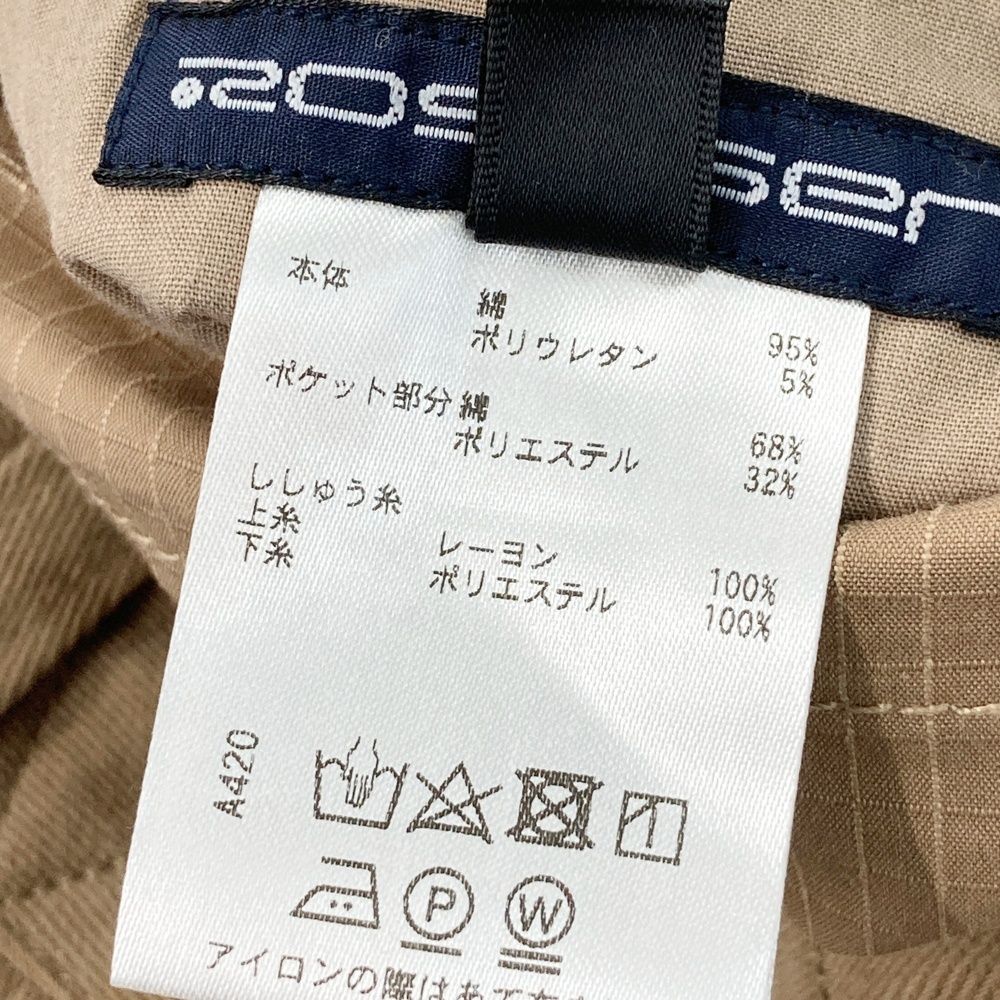 本体
綿 95%
ポリウレタン 5%
ポケット部分 綿 68%
ポリエステル 32%
ししゅう糸
上糸 レーヨン 100%
下糸 ポリエステル 100%
A420
P
W
アイロンの際はあて布